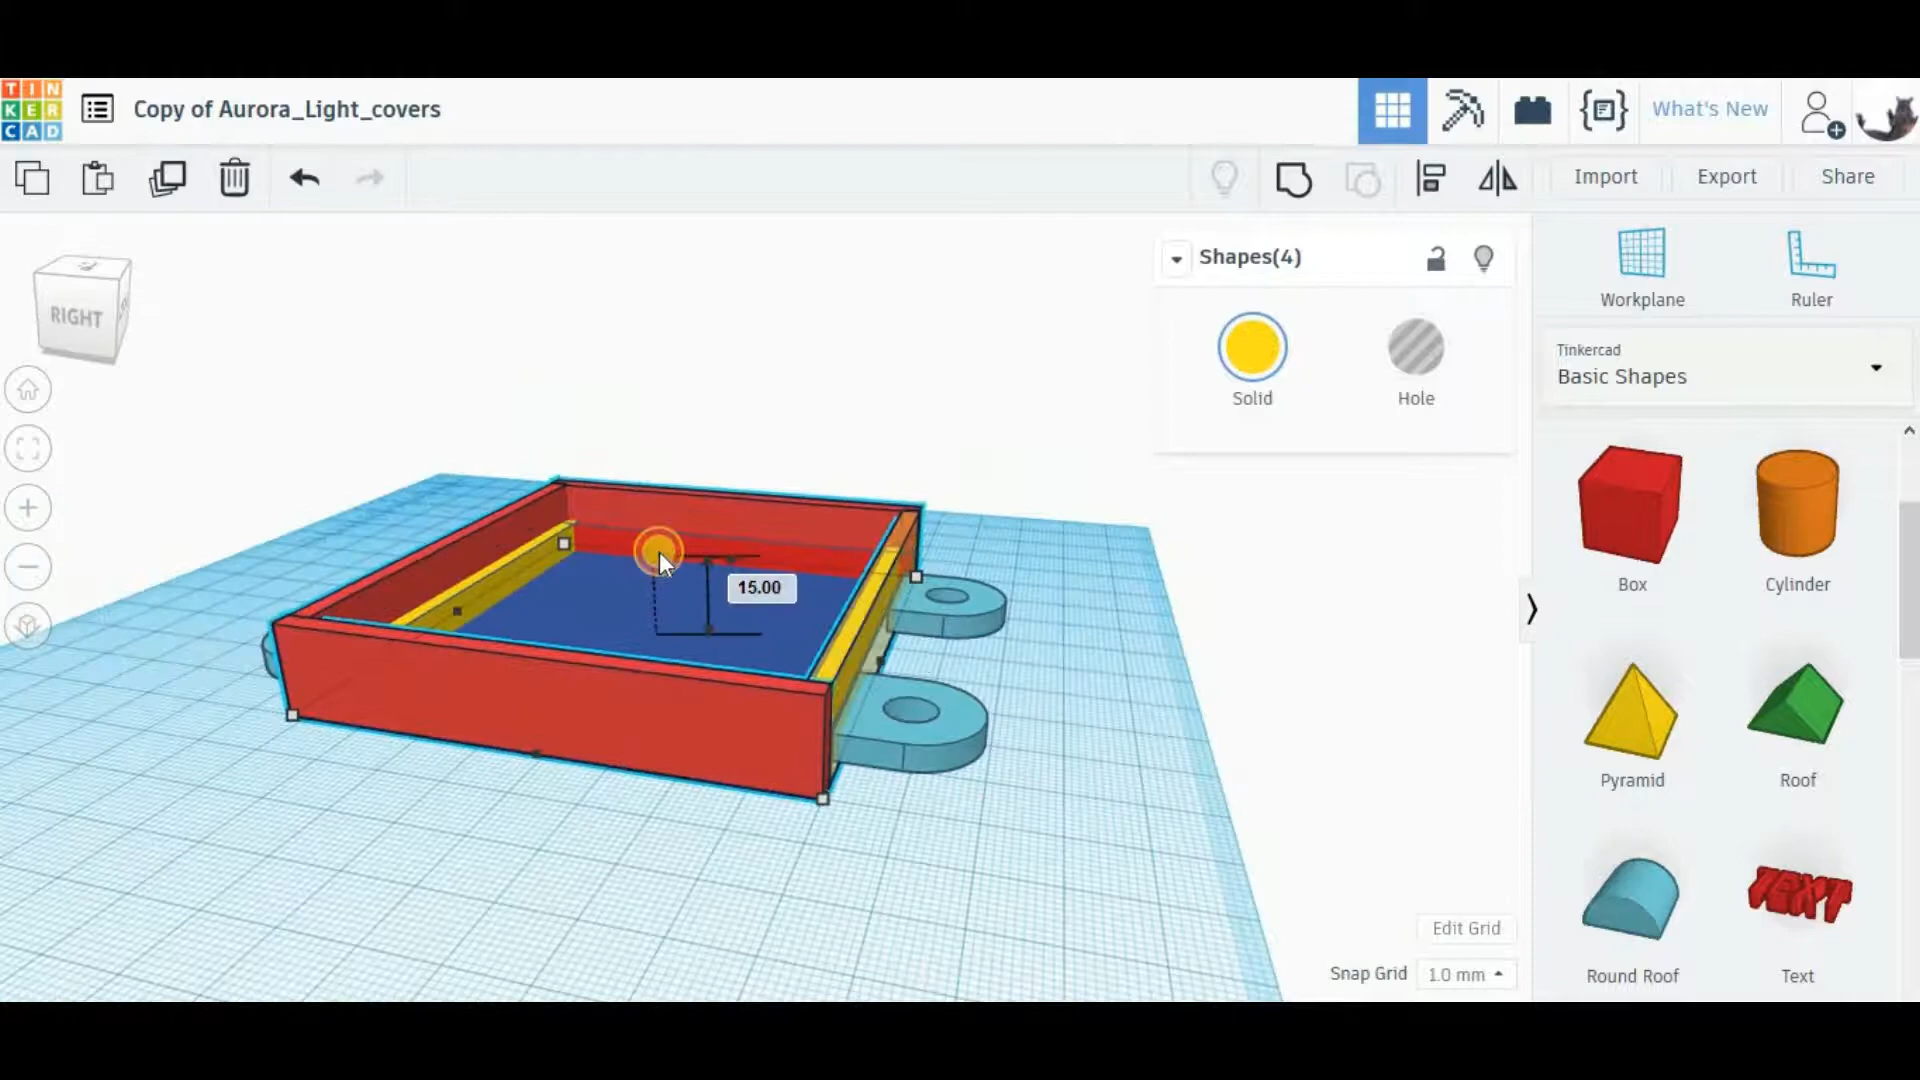 TIN
KER
CAD
Copy of Aurora_Light_covers
What's New
Import
Export
Share
RIGHT
Shapes(4)
Solid
Hole
Workplane
Ruler
Tinkercad
Basic Shapes
15.00
Box
Cylinder
Pyramid
Roof
TEXT
Round Roof
Text
Edit Grid
Snap Grid
1.0 mm